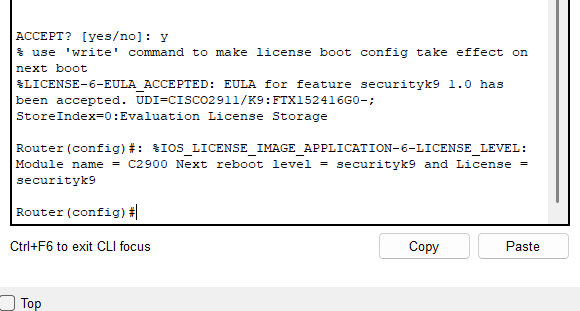 ACCEPT? [yes/no]: y
% use 'write' command to make license boot config take effect on
next boot
%LICENSE-6-EULA_ACCEPTED: EULA for feature securityk9 1.0 has
been accepted. UDI=CISCO2911/K9:FTX152416G0-;
StoreIndex=0:Evaluation License Storage
Router(config)#: %IOS_LICENSE_IMAGE_APPLICATION-6-LICENSE_LEVEL:
Module name = C2900 Next reboot level = securityk9 and License =
securityk9
Router(config)#
Ctrl+F6 to exit CLI focus
Copy
Paste
Top